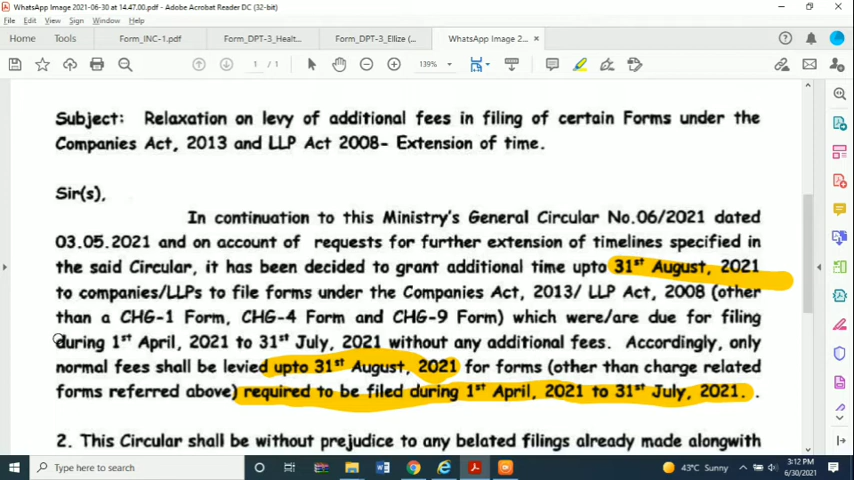 WhatsApp Image 2021-06-30 at 14.47.00.pdf - Adobe Acrobat Reader DC (32-bit)
File Edit View Sign Window Help
Home Tools Form_INC-1.pdf Form_DPT-3_Healt... Form_DPT-3_Ellize (... WhatsApp Image 2...
1 / 1 139%
Subject: Relaxation on levy of additional fees in filing of certain Forms under the
Companies Act, 2013 and LLP Act 2008- Extension of time.
Sir(s),
In continuation to this Ministry's General Circular No.06/2021 dated
03.05.2021 and on account of requests for further extension of timelines specified in
the said Circular, it has been decided to grant additional time upto 31st August, 2021
to companies/LLPs to file forms under the Companies Act, 2013/ LLP Act, 2008 (other
than a CHG-1 Form, CHG-4 Form and CHG-9 Form) which were/are due for filing
during 1st April, 2021 to 31st July, 2021 without any additional fees. Accordingly, only
normal fees shall be levied upto 31st August, 2021 for forms (other than charge related
forms referred above) required to be filed during 1st April, 2021 to 31st July, 2021. .
2. This Circular shall be without prejudice to any belated filings already made alongwith
Type here to search
43°C Sunny
3:12 PM
6/30/2021